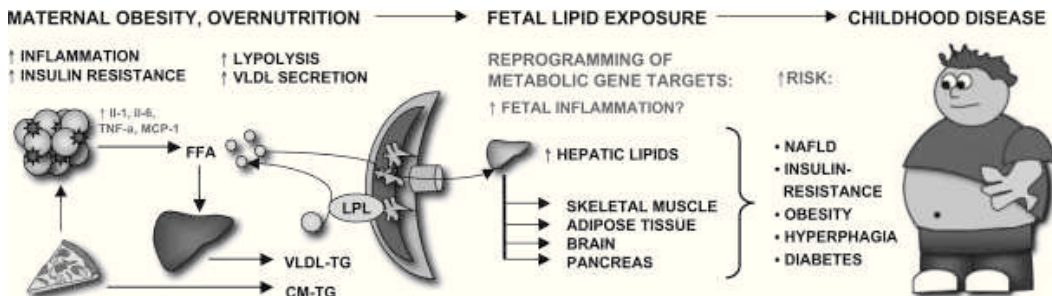 MATERNAL OBESITY, OVERNUTRITION
FETAL LIPID EXPOSURE
CHILDHOOD DISEASE
↑ INFLAMMATION
↑ INSULIN RESISTANCE
↑ LYPOLYSIS
↑ VLDL SECRETION
↑ Il-1, Il-6,
TNF-a, MCP-1
FFA
LPL
VLDL-TG
CM-TG
REPROGRAMMING OF
METABOLIC GENE TARGETS:
↑ FETAL INFLAMMATION?
↑ HEPATIC LIPIDS
SKELETAL MUSCLE
ADIPOSE TISSUE
BRAIN
PANCREAS
↑RISK:
• NAFLD
• INSULIN-
RESISTANCE
• OBESITY
• HYPERPHAGIA
• DIABETES